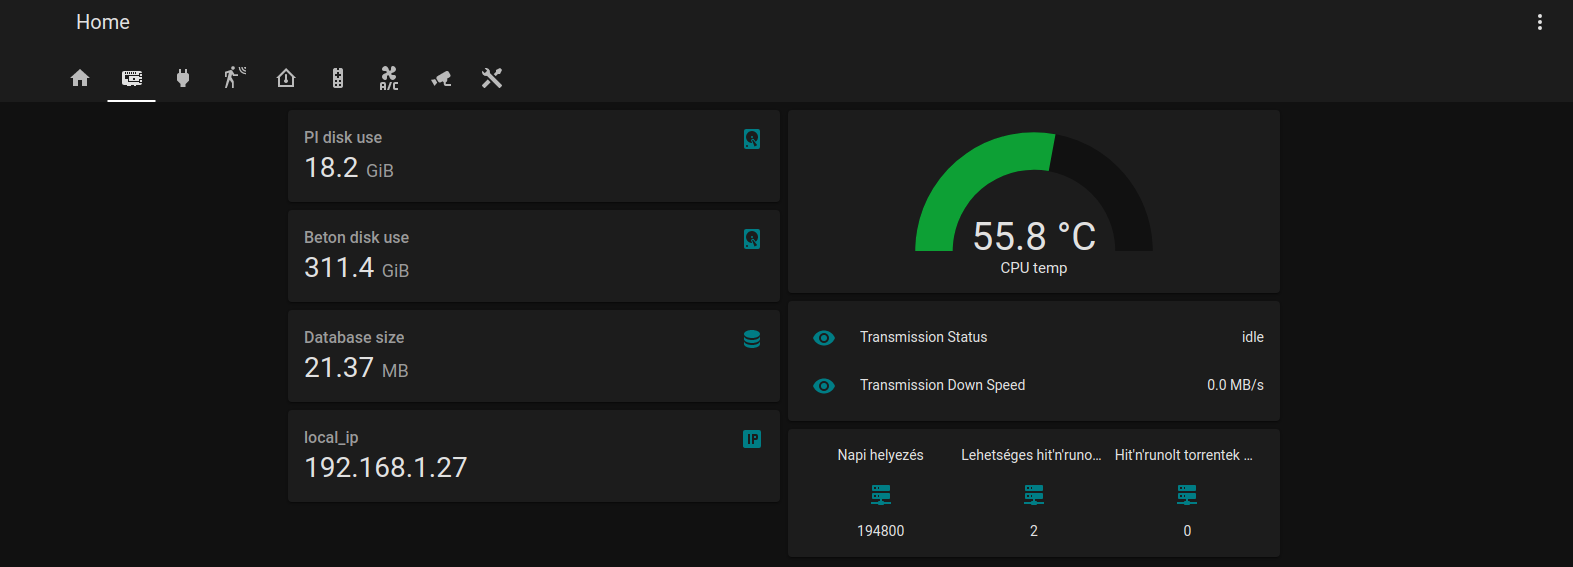 Home
A/C
PI disk use
18.2 GiB
Beton disk use
311.4 GiB
Database size
21.37 MB
local_ip
IP
192.168.1.27
55.8 °C
CPU temp
Transmission Status idle
Transmission Down Speed 0.0 MB/s
Napi helyezés Lehetséges hit'n'runo... Hit'n'runolt torrentek ...
194800 2 0